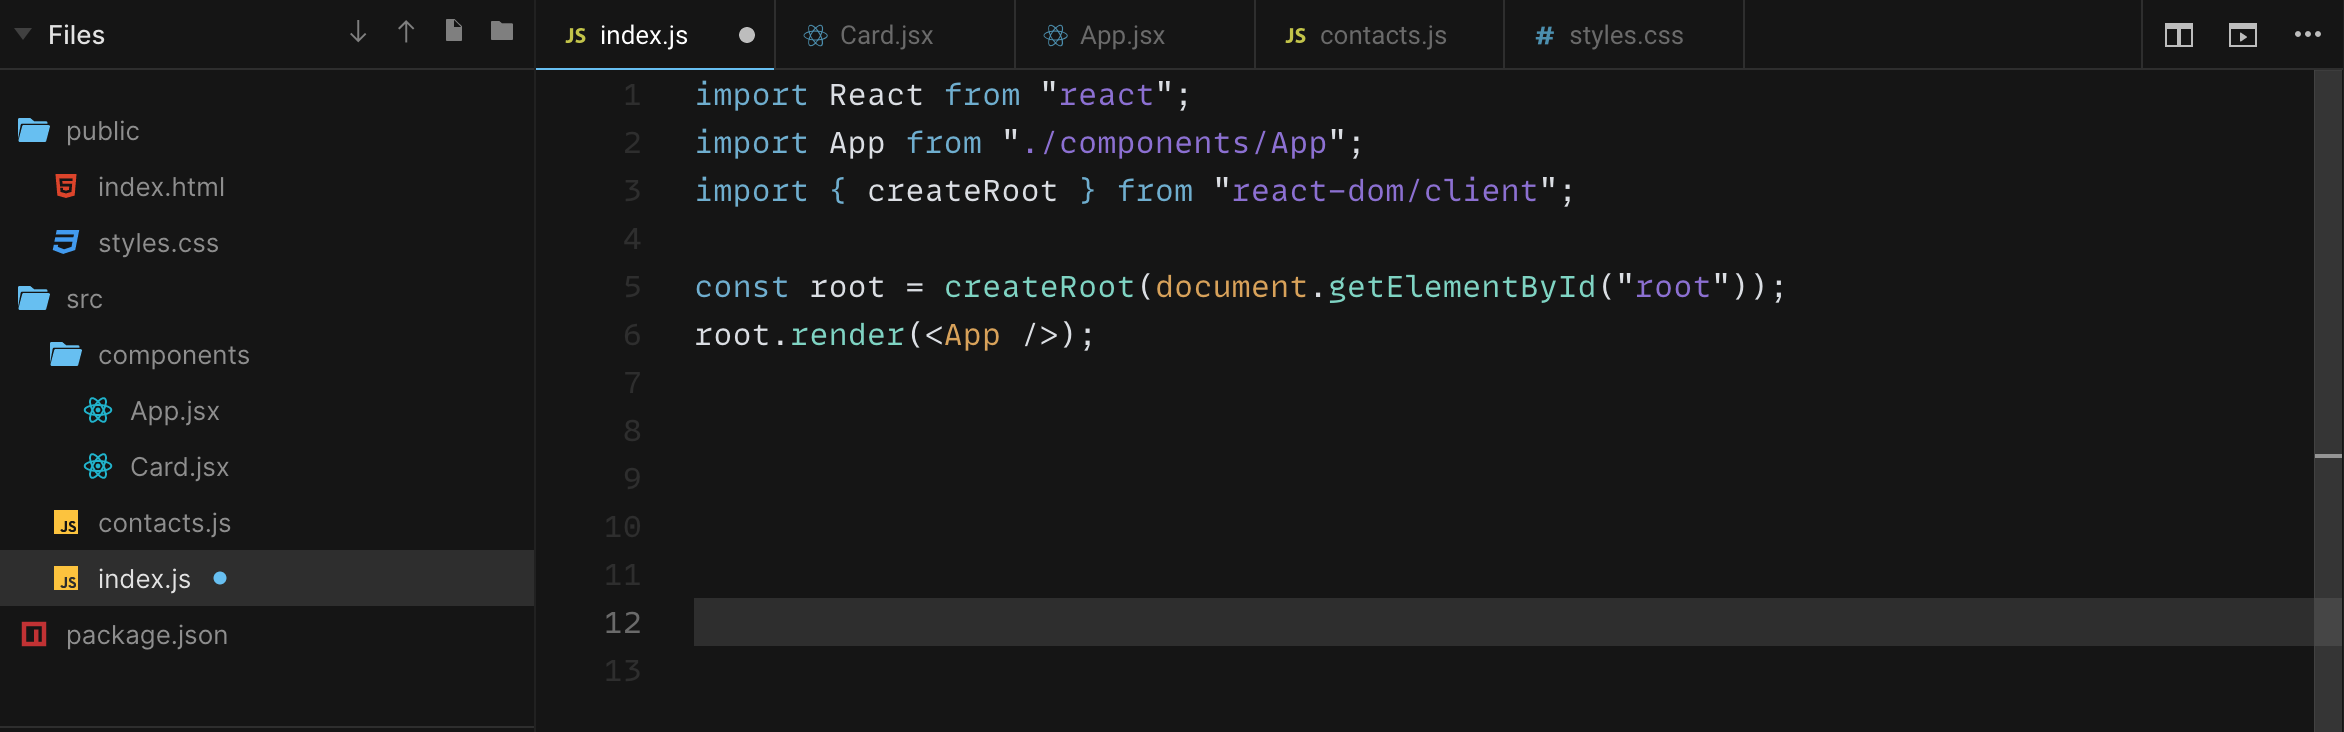 Files
public
index.html
styles.css
src
components
App.jsx
Card.jsx
contacts.js
JS index.js
package.json
JS index.js
Card.jsx
App.jsx
JS contacts.js
# styles.css
1 import React from "react";
2 import App from "./components/App";
3 import { createRoot } from "react-dom/client";
4
5 const root = createRoot(document.getElementById("root"));
6 root.render(<App />);
7
8
9
10
11
12
13